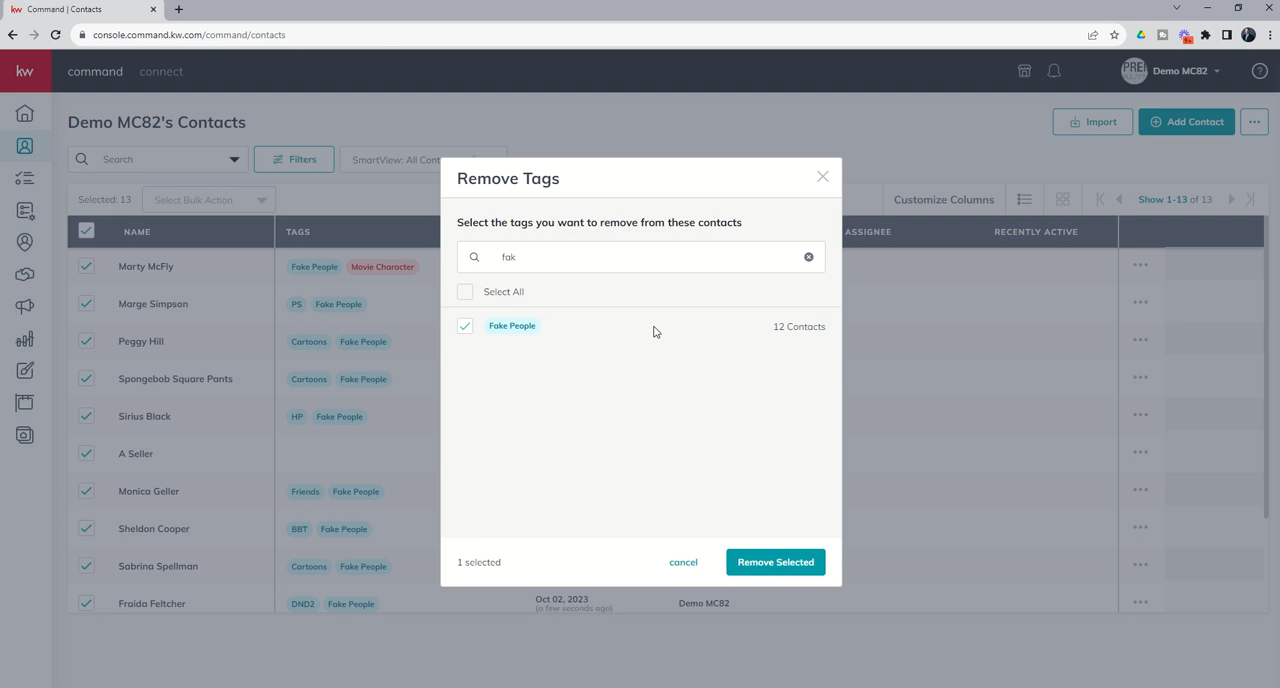 kw Command | Contacts
console.command.kw.com/command/contacts
9+
kw command connect
Demo MC82
Demo MC82's Contacts
Import
Add Contact
Search
Filters
SmartView: All Cont
Selected: 13
Select Bulk Action
Customize Columns
Show 1-13 of 13
NAME TAGS ASSIGNEE RECENTLY ACTIVE
Marty McFly Fake People Movie Character
Marge Simpson PS Fake People
Peggy Hill Cartoons Fake People
Spongebob Square Pants Cartoons Fake People
Sirius Black HP Fake People
A Seller
Monica Geller Friends Fake People
Sheldon Cooper BBT Fake People
Sabrina Spellman Cartoons Fake People
Fraida Feltcher DND2 Fake People Oct 02, 2023 Demo MC82
(a few seconds ago)
Remove Tags
Select the tags you want to remove from these contacts
fak
Select All
Fake People 12 Contacts
1 selected cancel Remove Selected